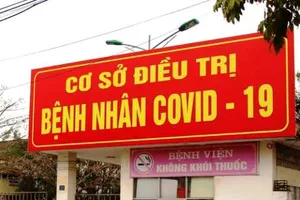 CƠ SỞ ĐIỀU TRỊ
BỆNH NHÂN COVID - 19
BỆNH VIỆN
KHÔNG KHÓI THUỐC